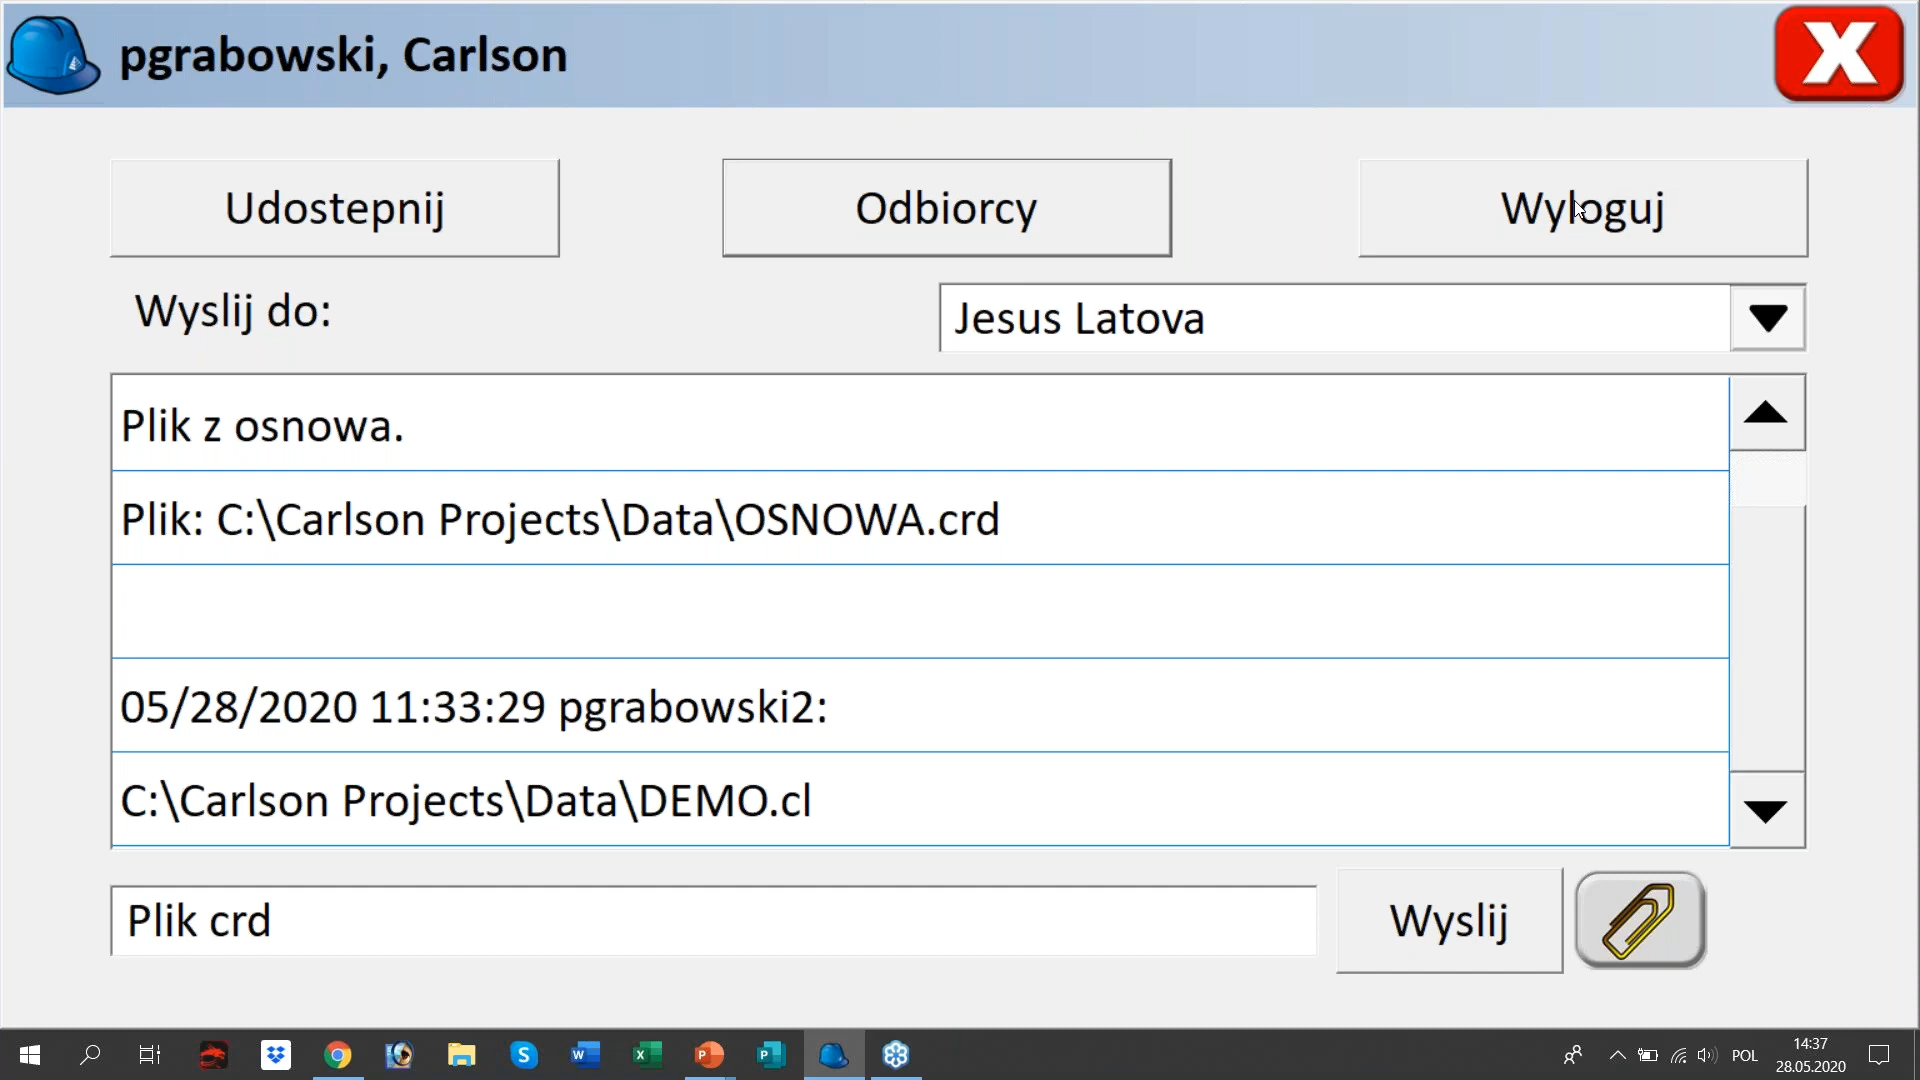 pgrabowski, Carlson
Udostepnij
Odbiorcy
Wyloguj
Wyslij do:
Jesus Latova
Plik z osnowa.
Plik: C:\Carlson Projects\Data\OSNOWA.crd
05/28/2020 11:33:29 pgrabowski2:
C:\Carlson Projects\Data\DEMO.cl
Plik crd
Wyslij
POL
14:37
28.05.2020